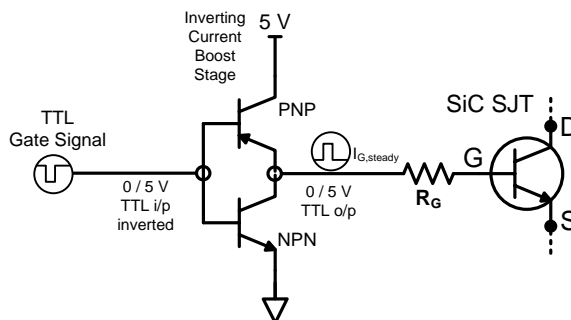 Inverting
Current
Boost
Stage
5 V
PNP
TTL
Gate Signal
0 / 5 V
TTL i/p
inverted
I_G,steady
0 / 5 V
TTL o/p
NPN
SiC SJT
D
G
R_G
S